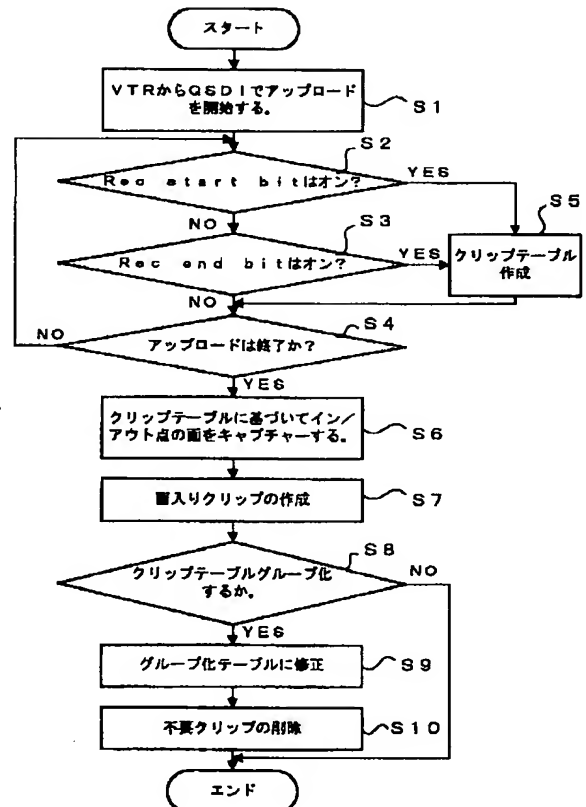 スタート
VTRからQSDIでアップロード
を開始する。
S1
S2
Rec start bitはオン?
YES
S5
NO
S3
Rec end bitはオン?
YES
クリップテーブル
作成
NO
S4
NO
アップロードは終了か?
YES
クリップテーブルに基づいてイン/
アウト点の画をキャプチャーする。
S6
画入りクリップの作成
S7
S8
クリップテーブルグループ化
するか。
NO
YES
グループ化テーブルに修正
S9
不要クリップの削除
S10
エンド